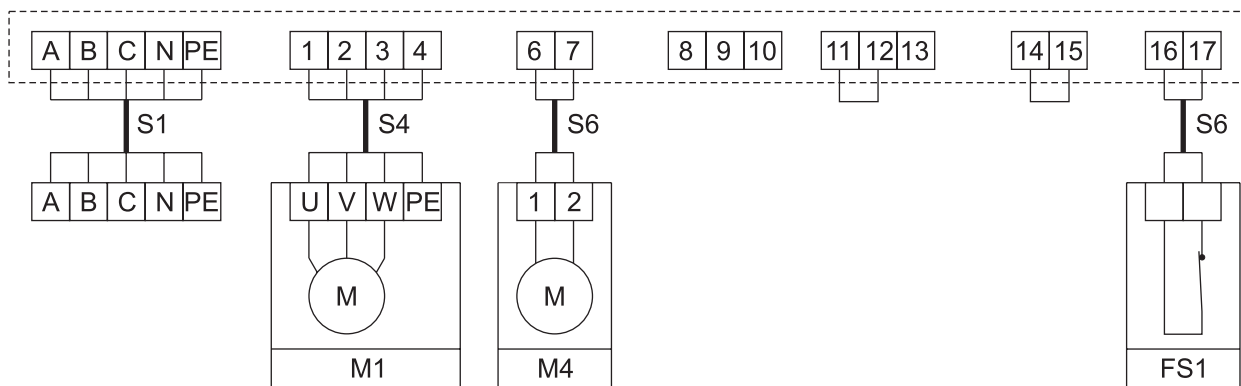 A B C N PE 1 2 3 4 6 7 8 9 10 11 12 13 14 15 16 17
S1 S4 S6 S6
A B C N PE U V W PE 1 2
M M
M1 M4 FS1